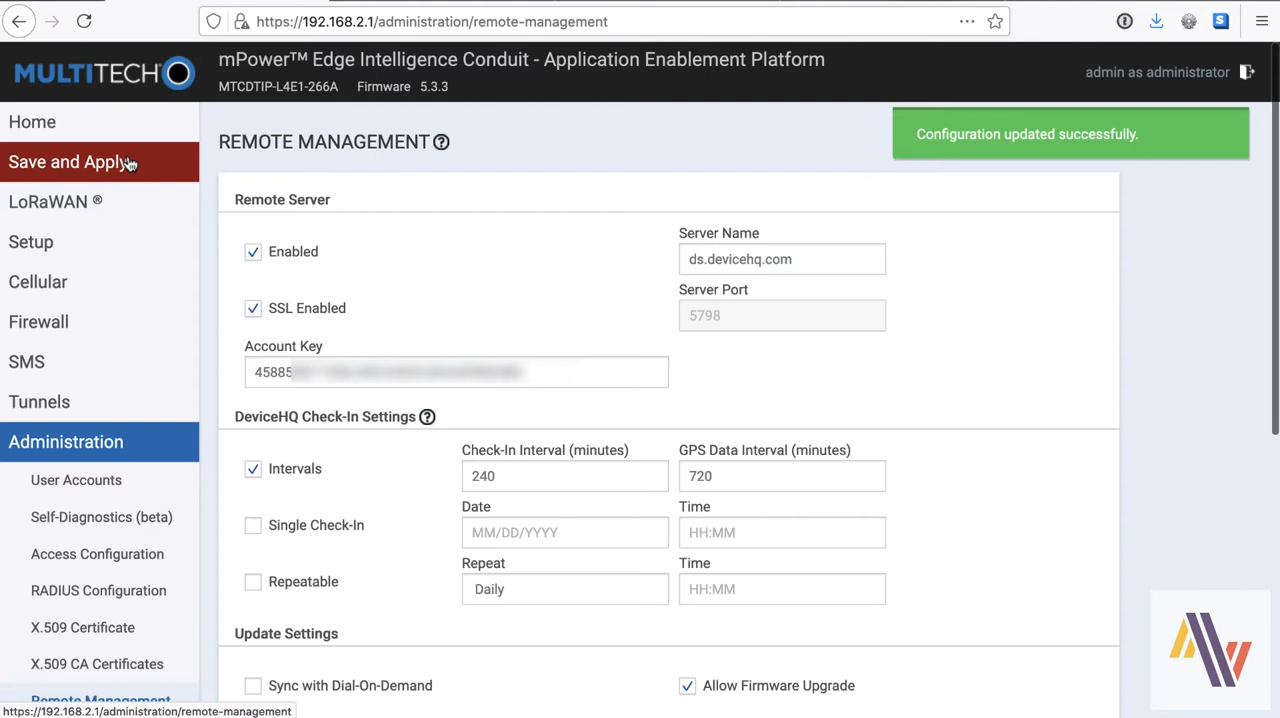 https://192.168.2.1/administration/remote-management
S
MULTITECH
mPower™ Edge Intelligence Conduit - Application Enablement Platform
MTCDTIP-L4E1-266A Firmware 5.3.3
admin as administrator
Home
Save and Apply
LoRaWAN ®
Setup
Cellular
Firewall
SMS
Tunnels
Administration
User Accounts
Self-Diagnostics (beta)
Access Configuration
RADIUS Configuration
X.509 Certificate
X.509 CA Certificates
Remote Management
https://192.168.2.1/administration/remote-management
REMOTE MANAGEMENT ?
Configuration updated successfully.
Remote Server
Enabled
Server Name
ds.devicehq.com
SSL Enabled
Server Port
5798
Account Key
45885
DeviceHQ Check-In Settings ?
Intervals
Check-In Interval (minutes)
240
GPS Data Interval (minutes)
720
Single Check-In
Date
MM/DD/YYYY
Time
HH:MM
Repeatable
Repeat
Daily
Time
HH:MM
Update Settings
Sync with Dial-On-Demand
Allow Firmware Upgrade